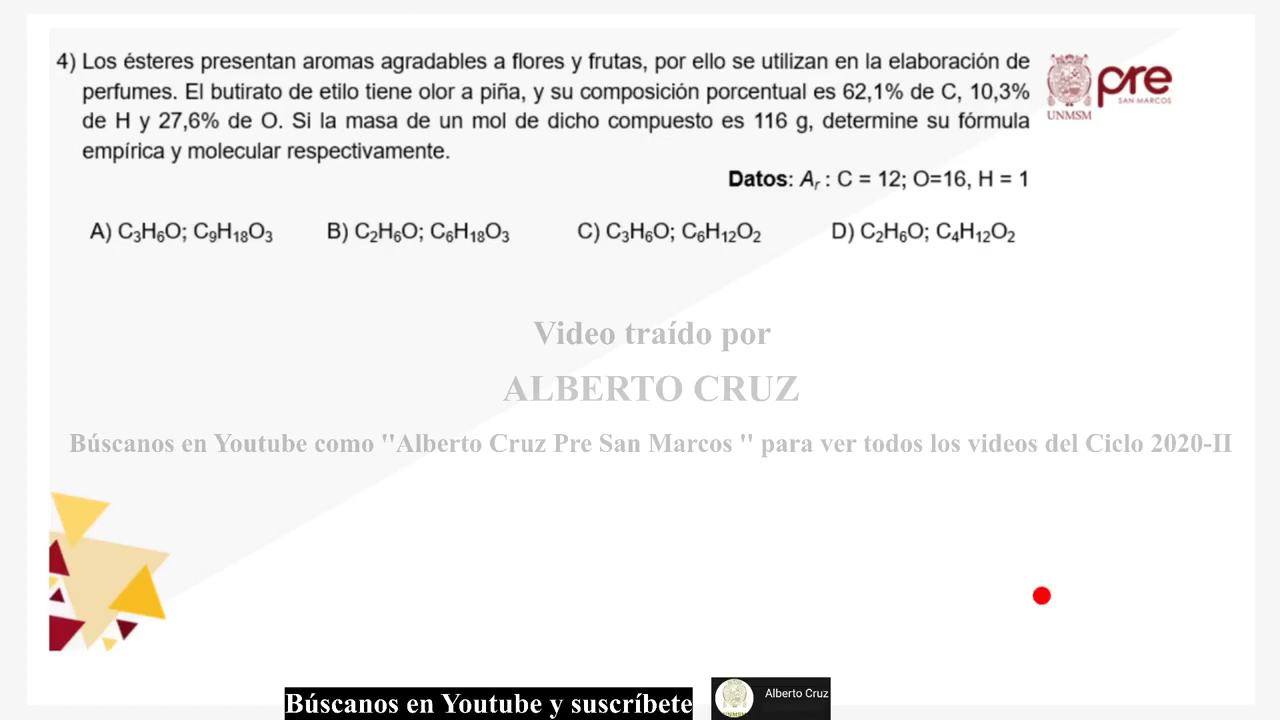 4) Los ésteres presentan aromas agradables a flores y frutas, por ello se utilizan en la elaboración de
perfumes. El butirato de etilo tiene olor a piña, y su composición porcentual es 62,1% de C, 10,3%
de H y 27,6% de O. Si la masa de un mol de dicho compuesto es 116 g, determine su fórmula
empírica y molecular respectivamente.
Datos: Aᵣ : C = 12; O=16, H = 1
A) C₃H₆O; C₉H₁₈O₃ B) C₂H₆O; C₆H₁₈O₃ C) C₃H₆O; C₆H₁₂O₂ D) C₂H₆O; C₄H₁₂O₂
pre
SAN MARCOS
UNMSM
Video traído por
ALBERTO CRUZ
Búscanos en Youtube como ''Alberto Cruz Pre San Marcos '' para ver todos los videos del Ciclo 2020-II
Búscanos en Youtube y suscríbete
Alberto Cruz
UNMSM